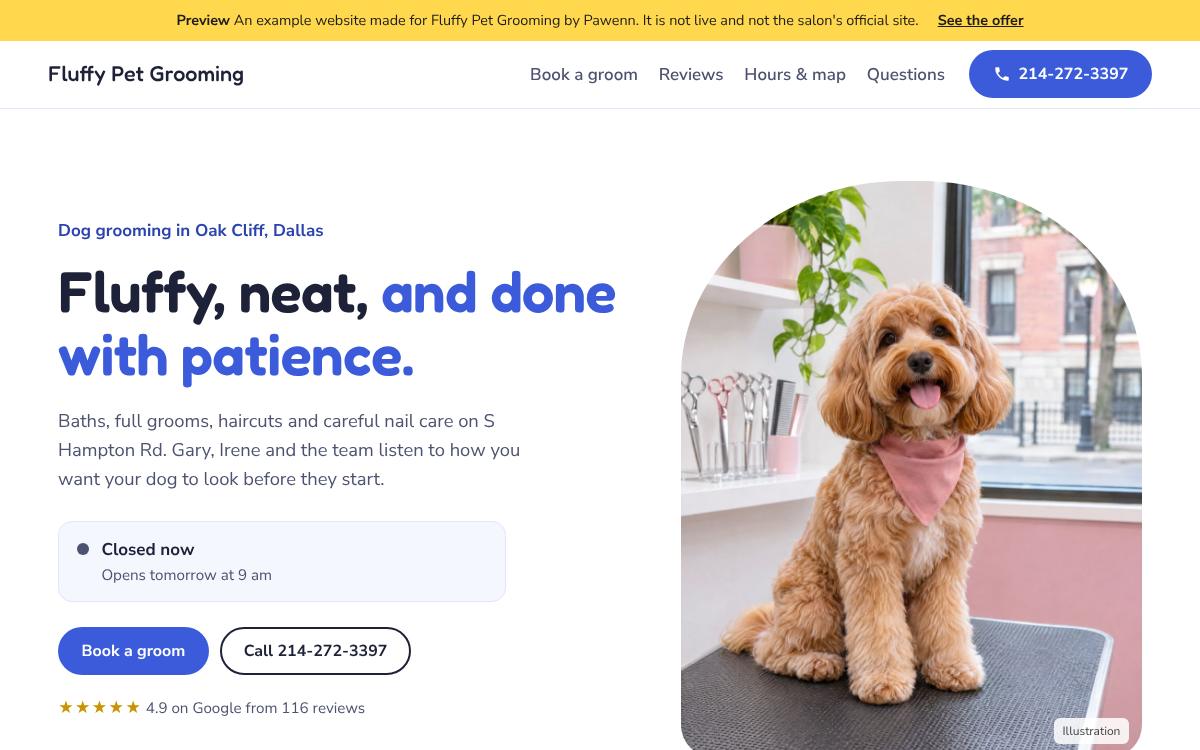 Preview An example website made for Fluffy Pet Grooming by Pawenn. It is not live and not the salon's official site. See the offer
Fluffy Pet Grooming Book a groom Reviews Hours & map Questions 214-272-3397
Dog grooming in Oak Cliff, Dallas
Fluffy, neat, and done
with patience.
Baths, full grooms, haircuts and careful nail care on S
Hampton Rd. Gary, Irene and the team listen to how you
want your dog to look before they start.
Closed now
Opens tomorrow at 9 am
Book a groom Call 214-272-3397
★★★★★ 4.9 on Google from 116 reviews
Illustration